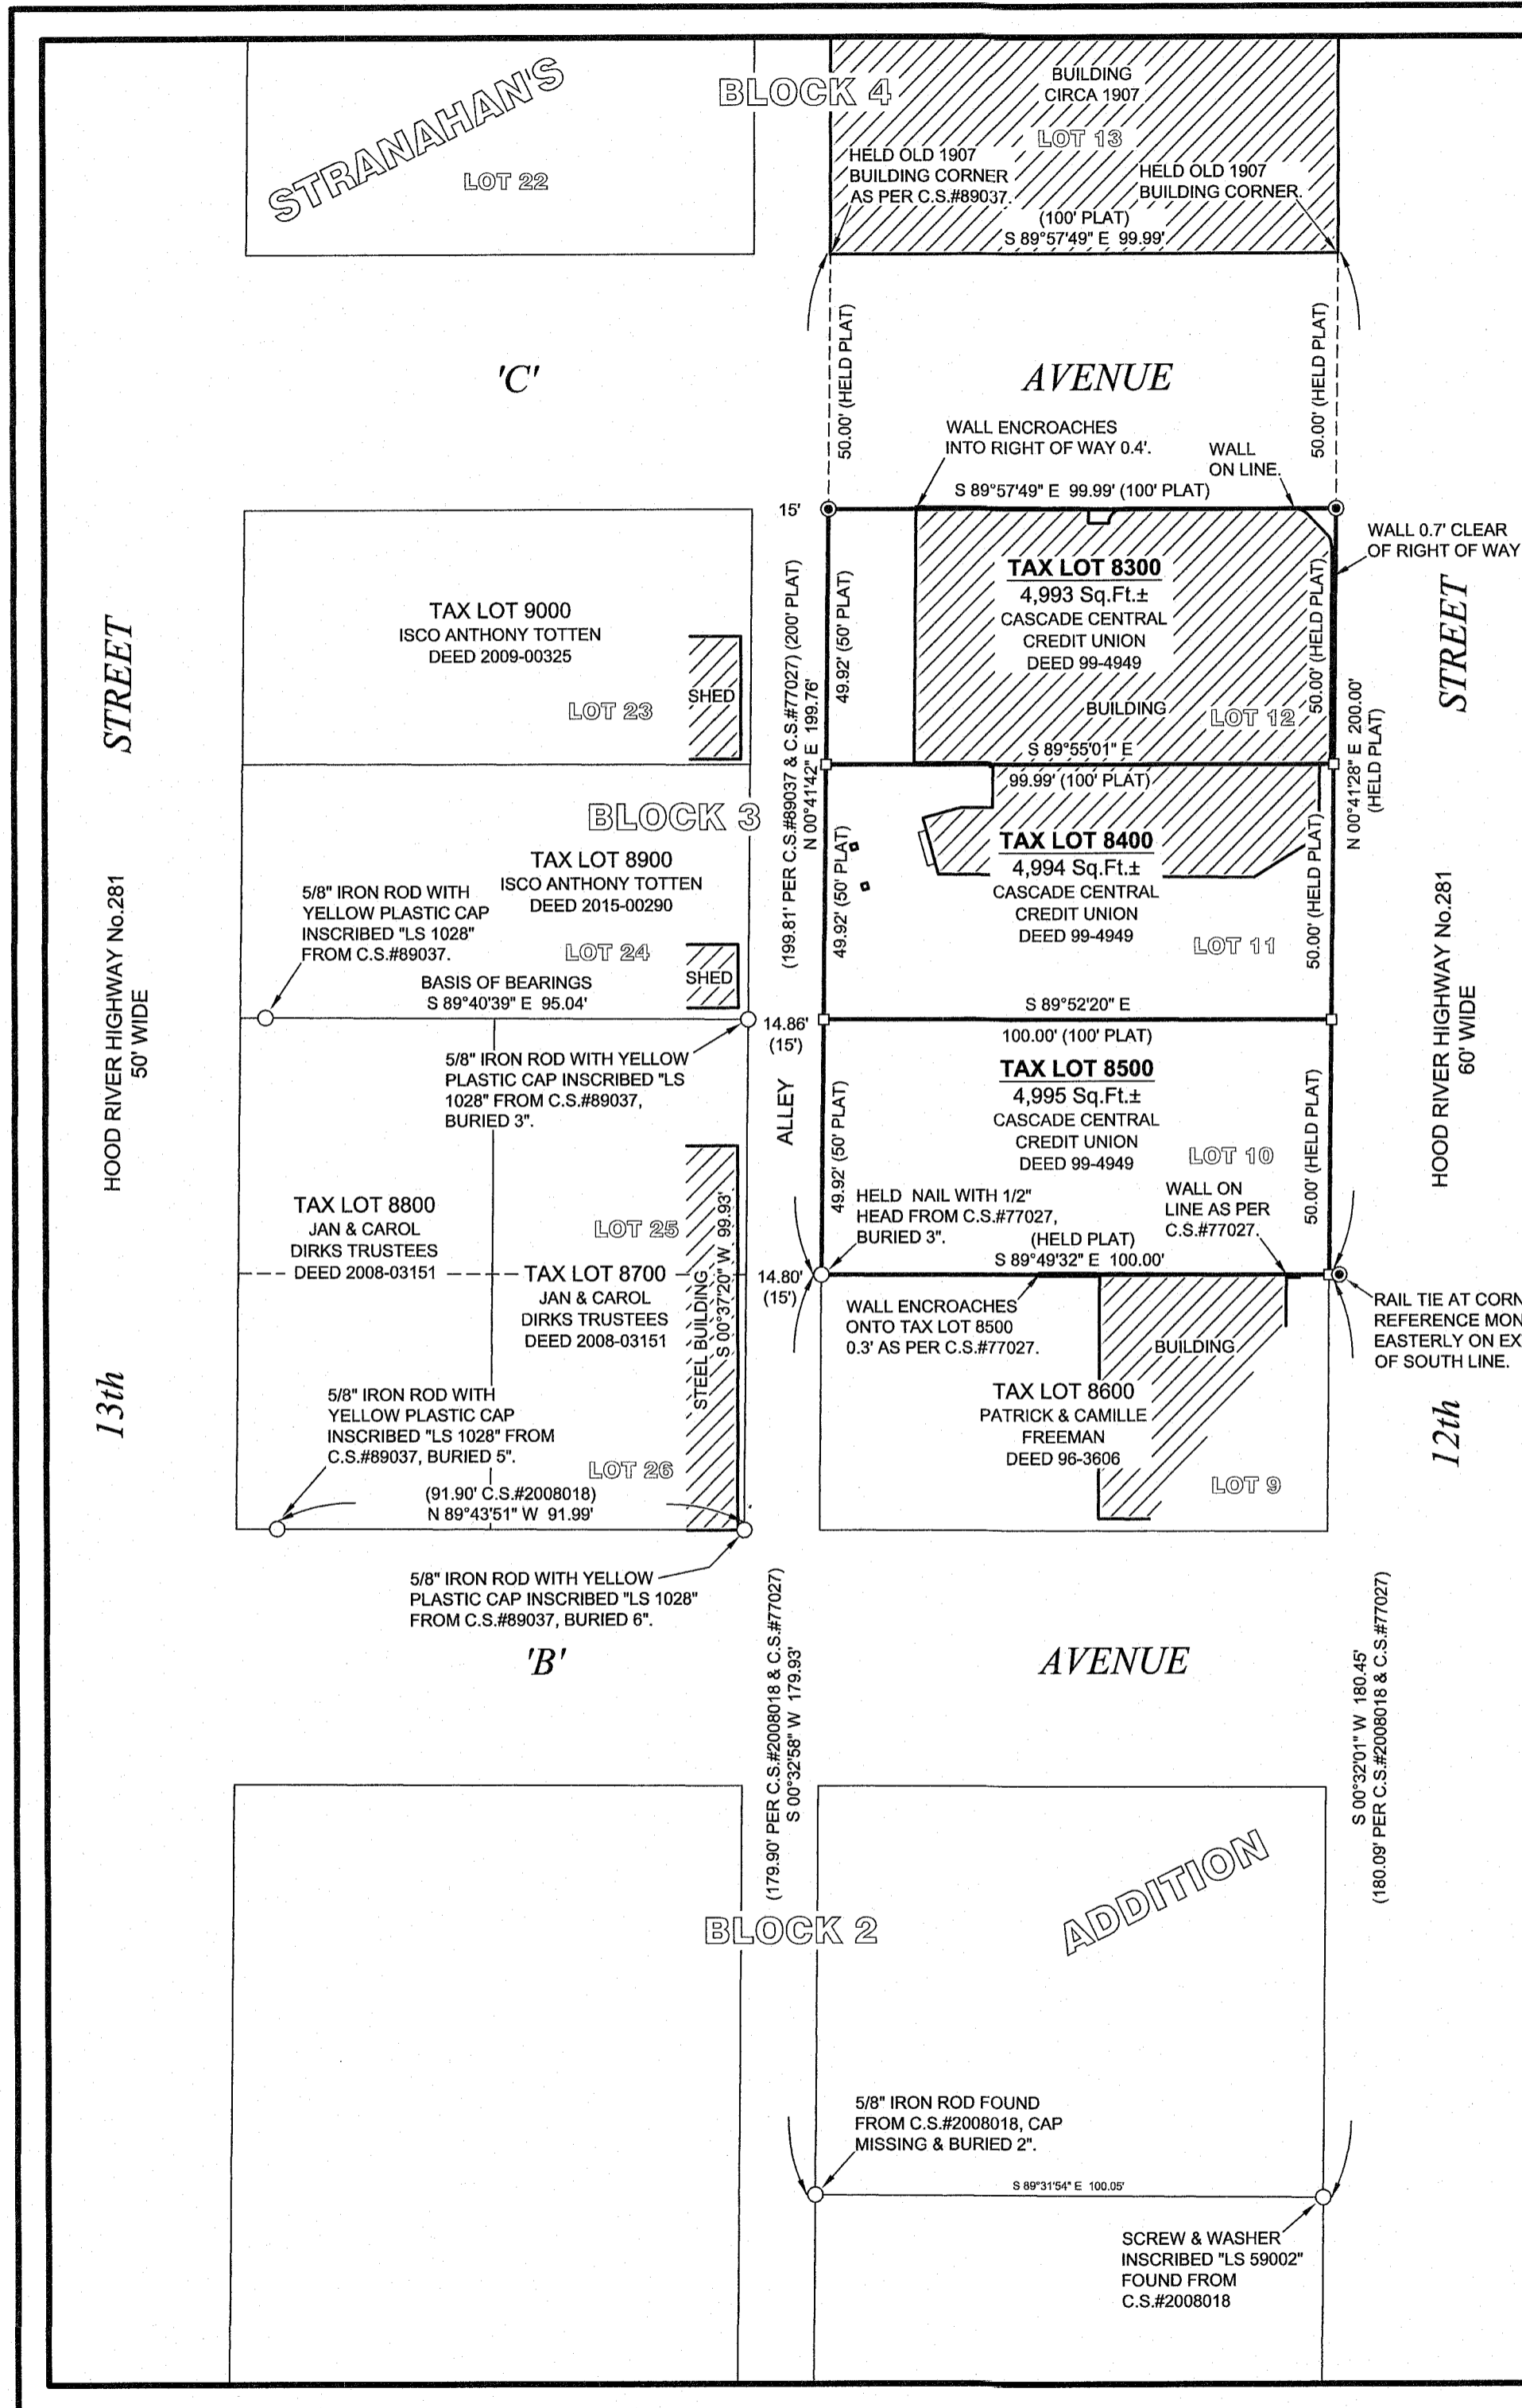 STRANAHAN'S
BLOCK 4
LOT 22
BUILDING
CIRCA 1907
LOT 13
HELD OLD 1907
BUILDING CORNER
AS PER C.S.#89037.
HELD OLD 1907
BUILDING CORNER.
(100' PLAT)
S 89°57'49" E 99.99'
50.00' (HELD PLAT)
50.00' (HELD PLAT)
'C'
AVENUE
WALL ENCROACHES
INTO RIGHT OF WAY 0.4'.
WALL
ON LINE.
S 89°57'49" E 99.99' (100' PLAT)
15'
WALL 0.7' CLEAR
OF RIGHT OF WAY
TAX LOT 9000
ISCO ANTHONY TOTTEN
DEED 2009-00325
SHED
LOT 23
(199.81' PER C.S.#89037 & C.S.#77027) (200' PLAT)
N 00°41'42" E 199.76'
49.92' (50' PLAT)
TAX LOT 8300
4,993 Sq.Ft.±
CASCADE CENTRAL
CREDIT UNION
DEED 99-4949
BUILDING
LOT 12
50.00' (HELD PLAT)
N 00°41'28" E 200.00'
(HELD PLAT)
STREET
STREET
S 89°55'01" E
99.99' (100' PLAT)
BLOCK 3
TAX LOT 8900
ISCO ANTHONY TOTTEN
DEED 2015-00290
LOT 24
SHED
5/8" IRON ROD WITH
YELLOW PLASTIC CAP
INSCRIBED "LS 1028"
FROM C.S.#89037.
BASIS OF BEARINGS
S 89°40'39" E 95.04'
49.92' (50' PLAT)
TAX LOT 8400
4,994 Sq.Ft.±
CASCADE CENTRAL
CREDIT UNION
DEED 99-4949
LOT 11
50.00' (HELD PLAT)
HOOD RIVER HIGHWAY No.281
50' WIDE
HOOD RIVER HIGHWAY No.281
60' WIDE
14.86'
(15')
S 89°52'20" E
100.00' (100' PLAT)
5/8" IRON ROD WITH YELLOW
PLASTIC CAP INSCRIBED "LS
1028" FROM C.S.#89037,
BURIED 3".
ALLEY
49.92' (50' PLAT)
TAX LOT 8500
4,995 Sq.Ft.±
CASCADE CENTRAL
CREDIT UNION
DEED 99-4949
LOT 10
50.00' (HELD PLAT)
HELD NAIL WITH 1/2"
HEAD FROM C.S.#77027,
BURIED 3".
WALL ON
LINE AS PER
C.S.#77027.
(HELD PLAT)
S 89°49'32" E 100.00'
TAX LOT 8800
JAN & CAROL
DIRKS TRUSTEES
DEED 2008-03151
LOT 25
TAX LOT 8700
JAN & CAROL
DIRKS TRUSTEES
DEED 2008-03151
STEEL BUILDING
S 00°37'20" W 99.93'
14.80'
(15')
WALL ENCROACHES
ONTO TAX LOT 8500
0.3' AS PER C.S.#77027.
BUILDING
RAIL TIE AT CORN
REFERENCE MON
EASTERLY ON EX
OF SOUTH LINE.
TAX LOT 8600
PATRICK & CAMILLE
FREEMAN
DEED 96-3606
LOT 9
13th
12th
5/8" IRON ROD WITH
YELLOW PLASTIC CAP
INSCRIBED "LS 1028" FROM
C.S.#89037, BURIED 5".
LOT 26
(91.90' C.S.#2008018)
N 89°43'51" W 91.99'
5/8" IRON ROD WITH YELLOW
PLASTIC CAP INSCRIBED "LS 1028"
FROM C.S.#89037, BURIED 6".
'B'
AVENUE
(179.90' PER C.S.#2008018 & C.S.#77027)
S 00°32'58" W 179.93'
S 00°32'01" W 180.45'
(180.09' PER C.S.#2008018 & C.S.#77027)
BLOCK 2
ADDITION
5/8" IRON ROD FOUND
FROM C.S.#2008018, CAP
MISSING & BURIED 2".
S 89°31'54" E 100.05'
SCREW & WASHER
INSCRIBED "LS 59002"
FOUND FROM
C.S.#2008018